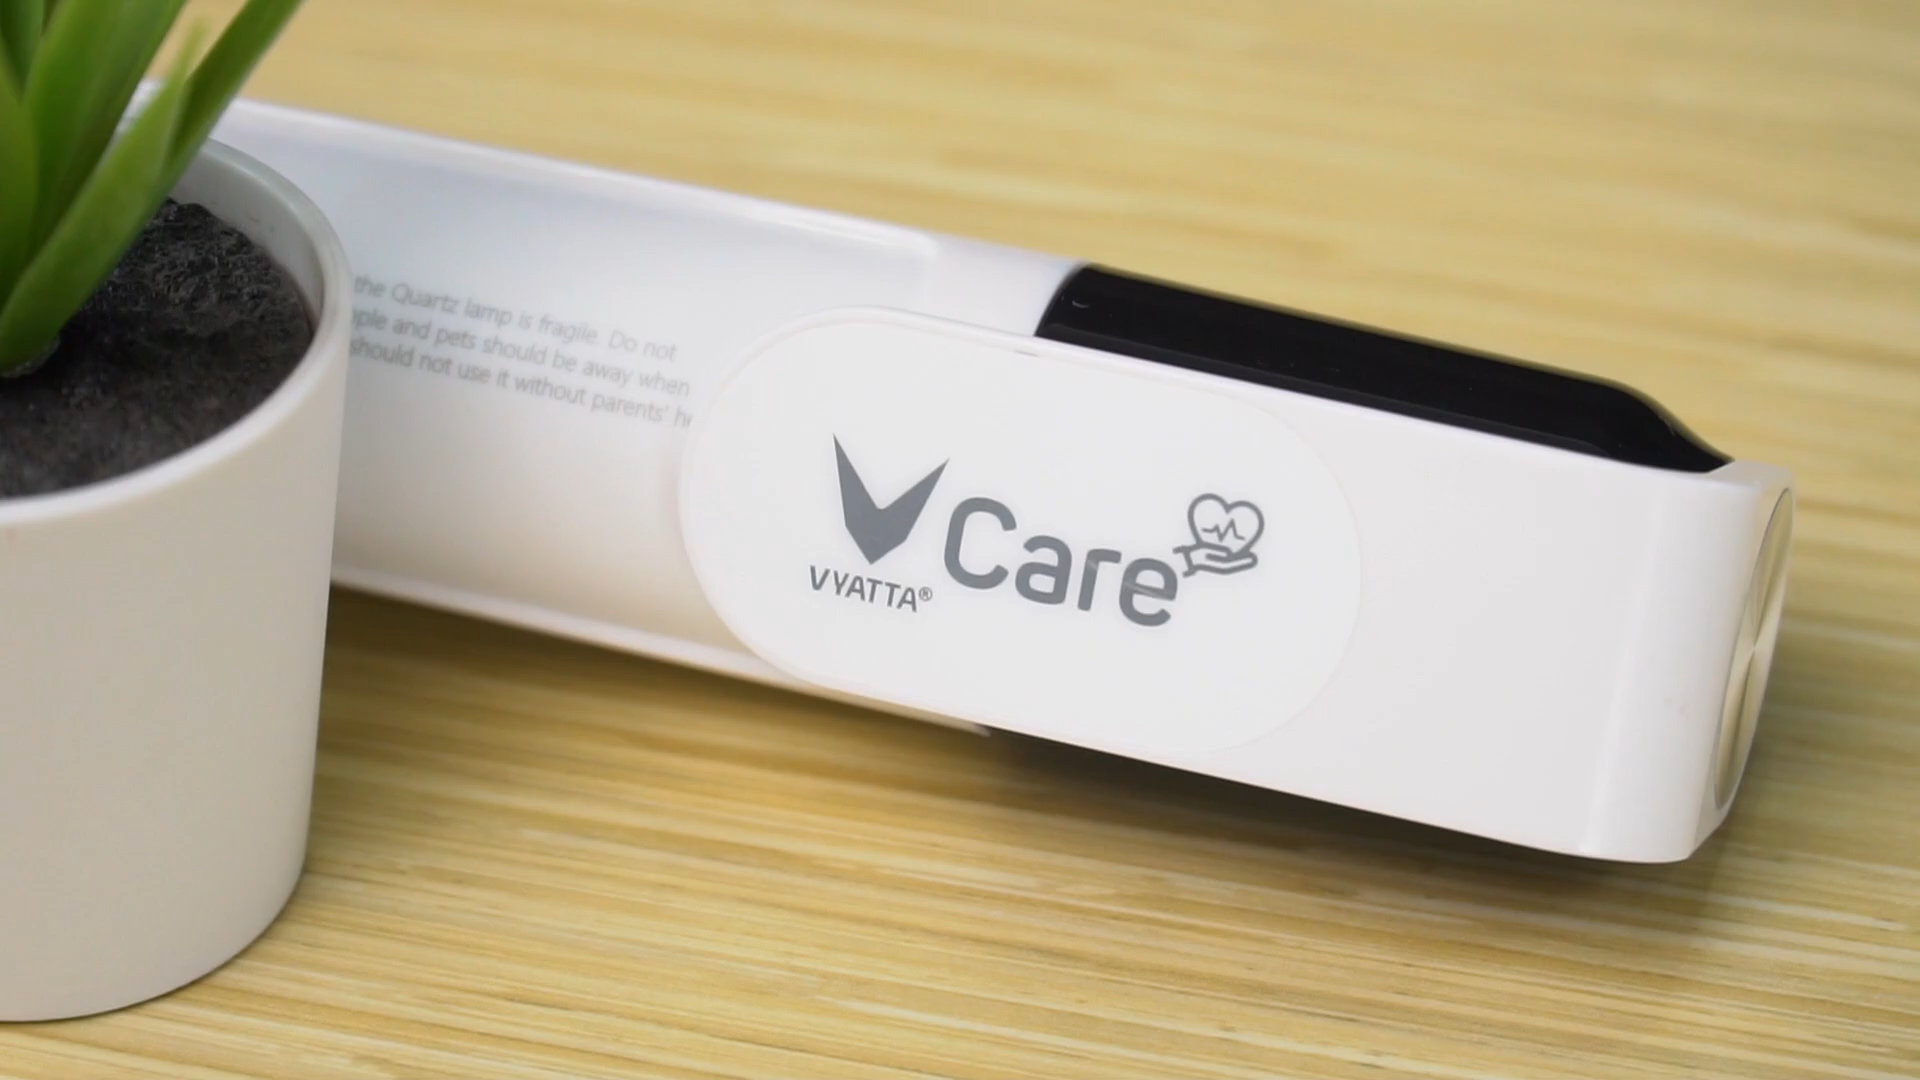 the Quartz lamp is fragile. Do not
and pets should be away when
should not use it without parents'
VYATTA®
Care